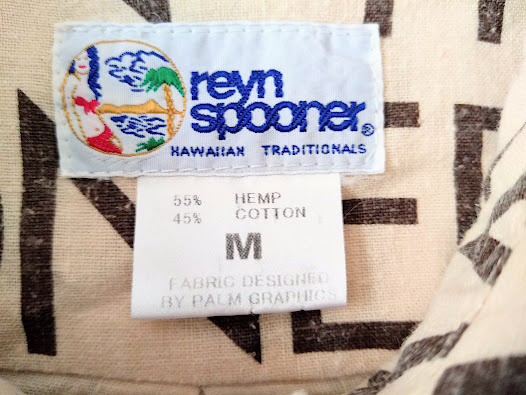 reyn
spooner®
HAWAIIAN TRADITIONALS
55% HEMP
45% COTTON
M
FABRIC DESIGNED
BY PALM GRAPHICS